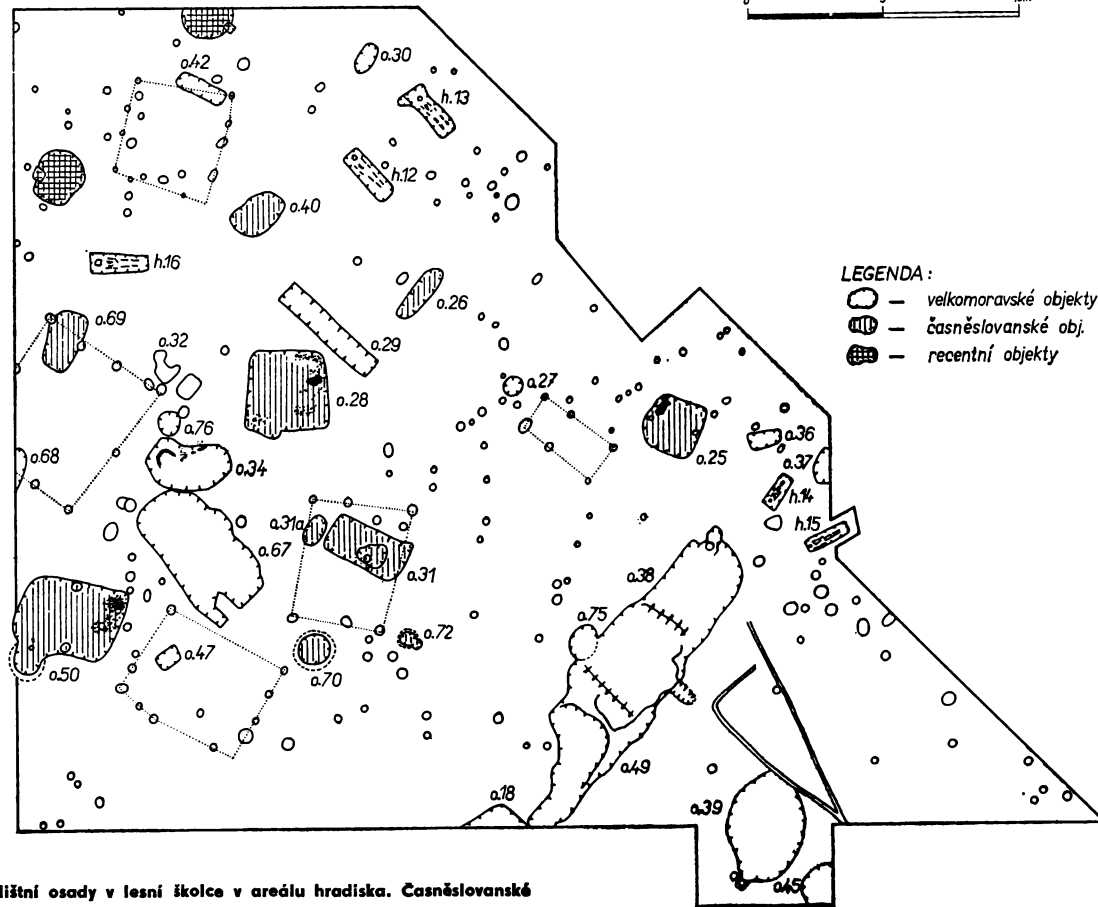 o.42
o.30
h.13
h.12
o.40
h.16
o.26
o.69
o.32
o.29
o.28
o.27
o.76
o.25
o.36
o.37
o.68
o.34
h.14
h.15
o.31a
o.67
o.31
o.38
o.75
o.72
o.47
o.70
o.50
o.49
o.18
o.39
o.45
LEGENDA :
— velkomoravské objekty
— časněslovanské obj.
— recentní objekty
lištní osady v lesní školce v areálu hradiska. Časněslovanské